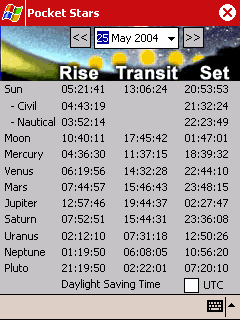 Pocket Stars
<< 25 May 2004 >>
Rise Transit Set
Sun 05:21:41 13:06:24 20:53:53
- Civil 04:43:19 21:32:24
- Nautical 03:52:14 22:23:49
Moon 10:40:11 17:45:42 01:47:01
Mercury 04:36:30 11:37:15 18:39:32
Venus 06:19:56 14:32:28 22:44:10
Mars 07:44:57 15:46:43 23:48:15
Jupiter 12:57:46 19:44:37 02:27:47
Saturn 07:52:51 15:44:31 23:36:08
Uranus 02:12:10 07:31:18 12:50:26
Neptune 01:19:50 06:08:05 10:56:20
Pluto 21:19:50 02:22:01 07:20:10
Daylight Saving Time UTC